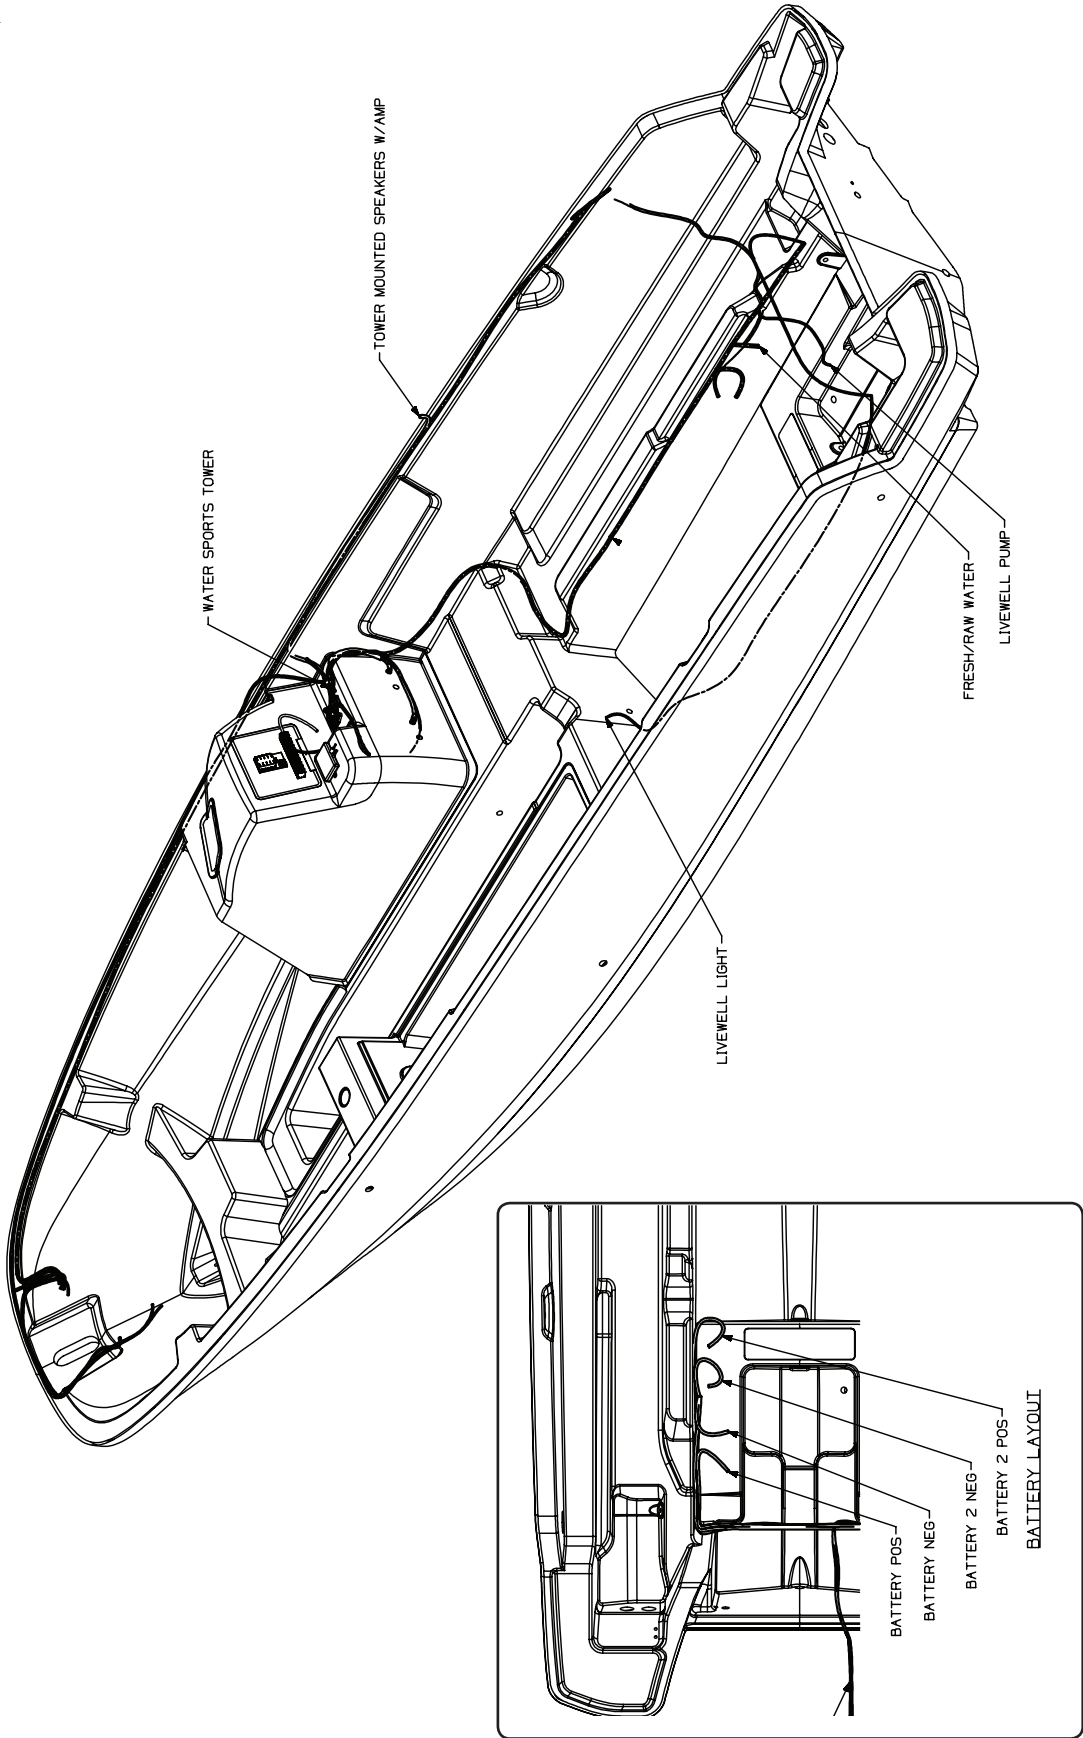 TOWER MOUNTED SPEAKERS W/AMP
WATER SPORTS TOWER
FRESH/RAW WATER
LIVEWELL PUMP
LIVEWELL LIGHT
BATTERY POS
BATTERY NEG
BATTERY 2 NEG
BATTERY 2 POS
BATTERY LAYOUT